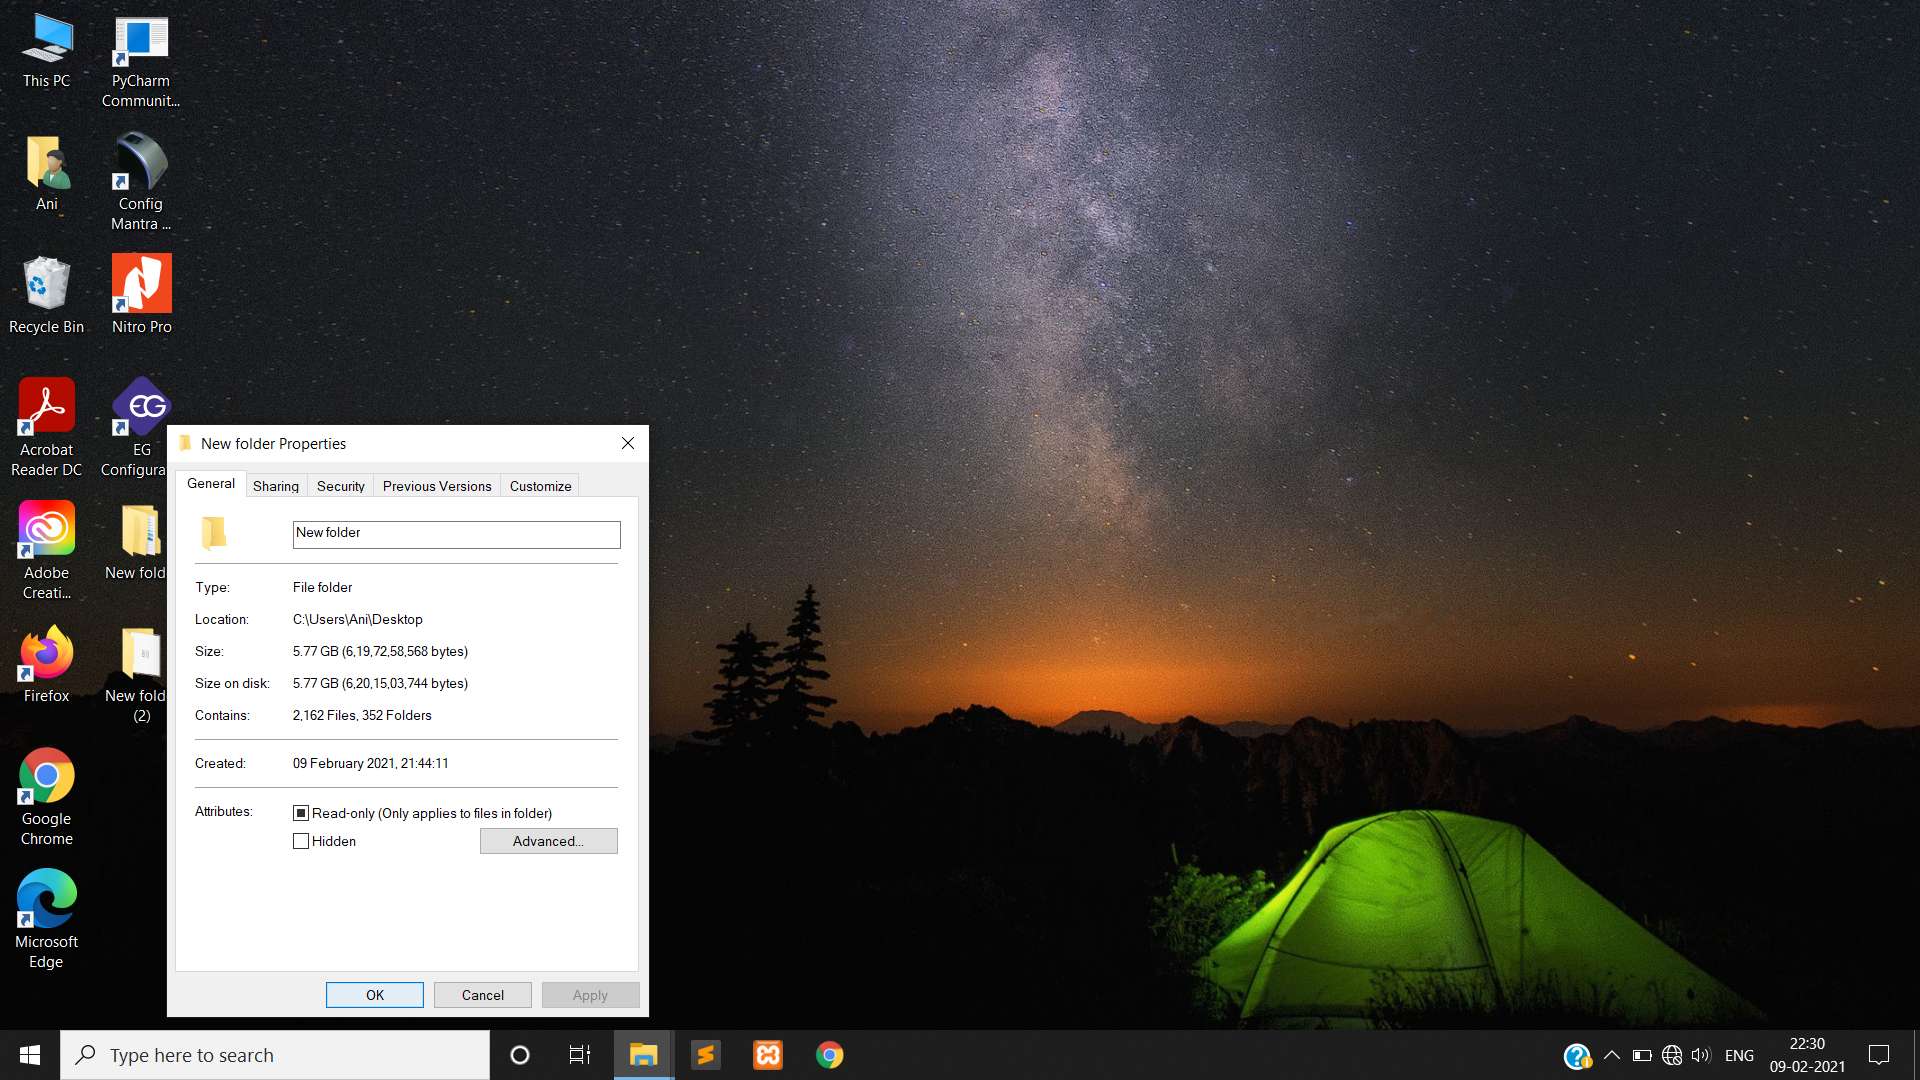 This PC
PyCharm
Communit...
Ani
Config
Mantra ...
Recycle Bin
Nitro Pro
Acrobat
Reader DC
EG
Configura
Adobe
Creati...
New fold
Firefox
New fold
(2)
Google
Chrome
Microsoft
Edge
New folder Properties
General
Sharing
Security
Previous Versions
Customize
New folder
Type: File folder
Location: C:\Users\Ani\Desktop
Size: 5.77 GB (6,19,72,58,568 bytes)
Size on disk: 5.77 GB (6,20,15,03,744 bytes)
Contains: 2,162 Files, 352 Folders
Created: 09 February 2021, 21:44:11
Attributes: Read-only (Only applies to files in folder)
Hidden
Advanced...
OK
Cancel
Apply
Type here to search
ENG
22:30
09-02-2021